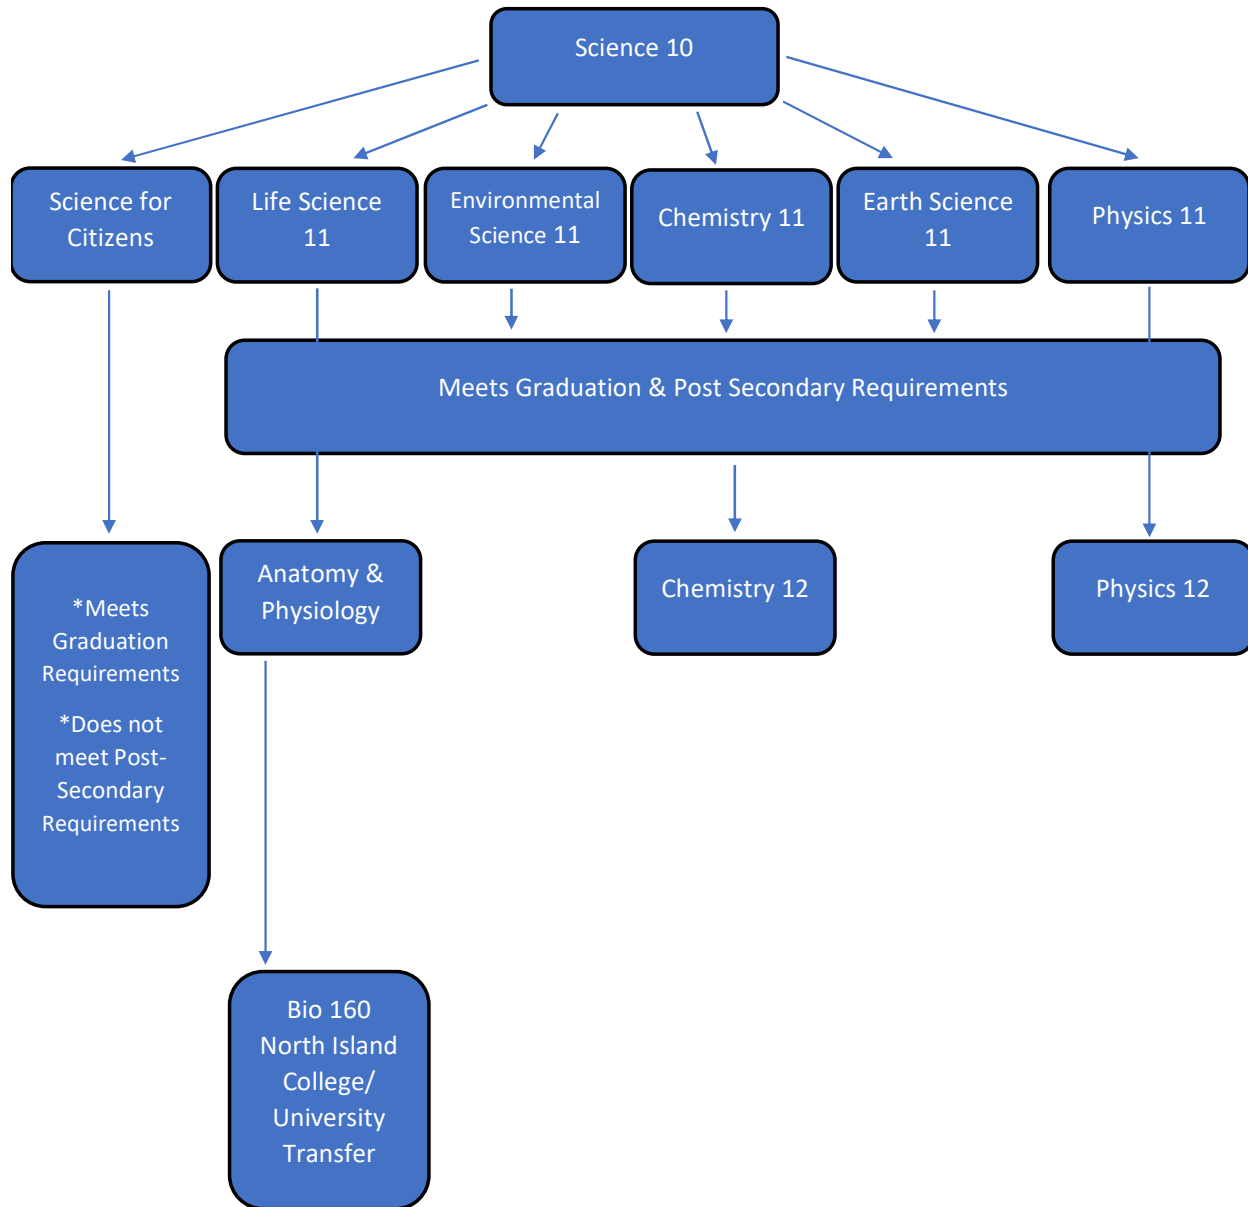 Science 10
Science for
Citizens
Life Science
11
Environmental
Science 11
Chemistry 11
Earth Science
11
Physics 11
Meets Graduation & Post Secondary Requirements
*Meets
Graduation
Requirements
*Does not
meet Post-
Secondary
Requirements
Anatomy &
Physiology
Chemistry 12
Physics 12
Bio 160
North Island
College/
University
Transfer